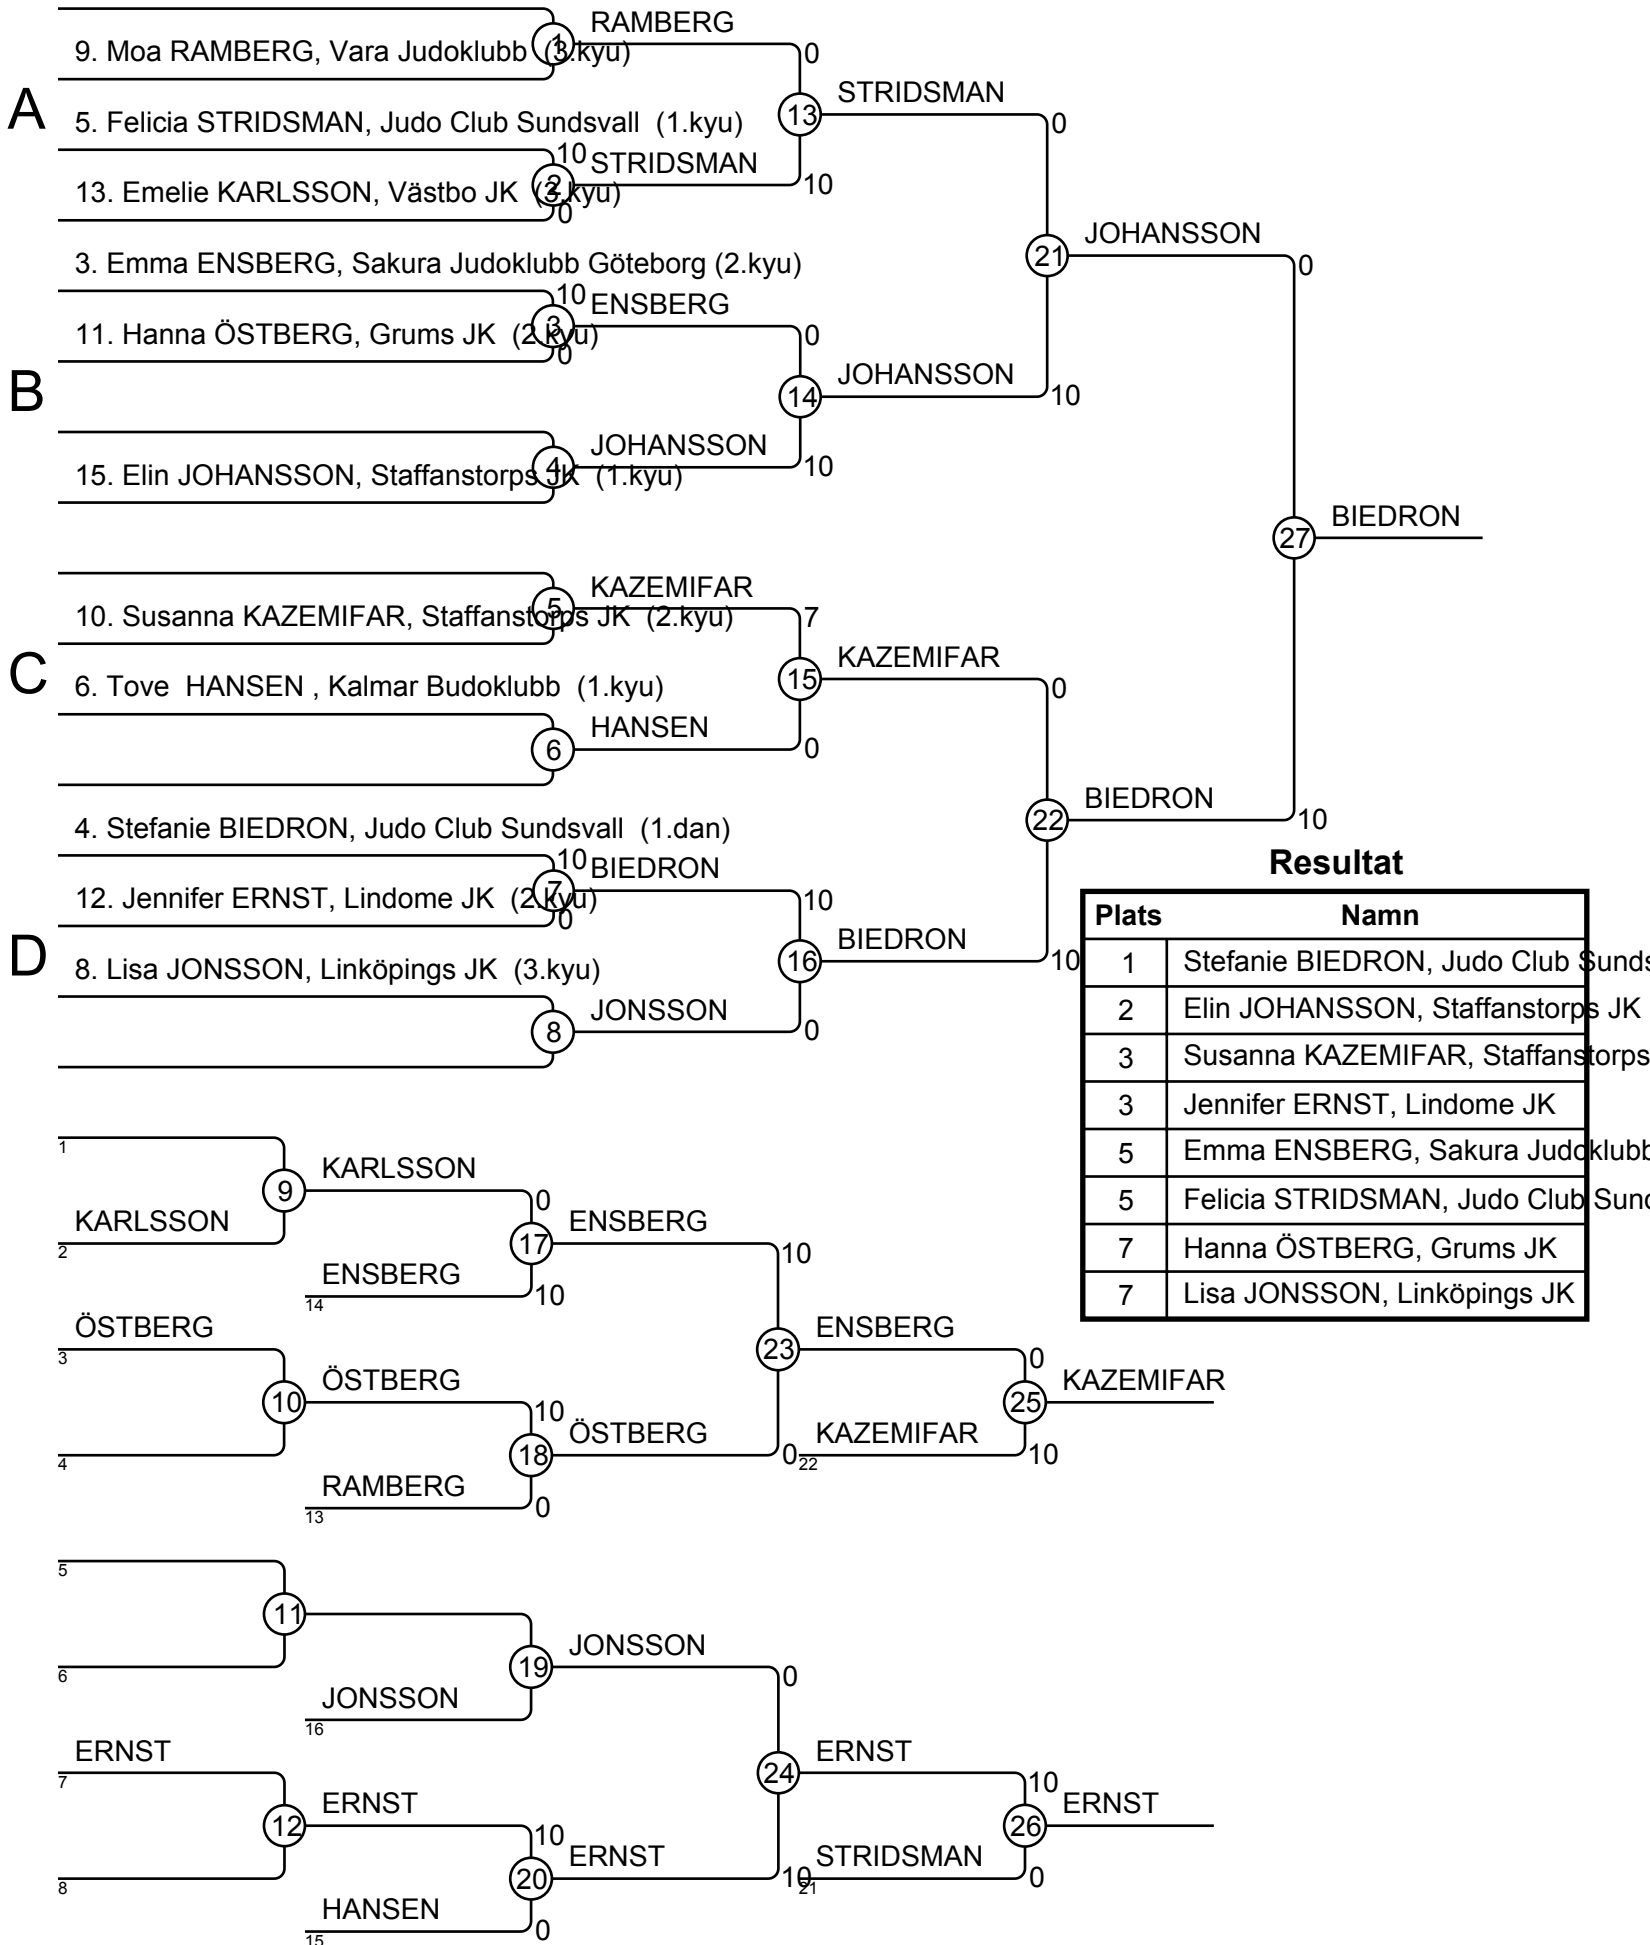 RAMBERG
1
9. Moa RAMBERG, Vara Judoklubb (3.kyu)
0
A
STRIDSMAN
13
5. Felicia STRIDSMAN, Judo Club Sundsvall (1.kyu)
0
10
STRIDSMAN
2
10
13. Emelie KARLSSON, Västbo JK (3.kyu)
0
JOHANSSON
21
3. Emma ENSBERG, Sakura Judoklubb Göteborg (2.kyu)
0
10
ENSBERG
3
11. Hanna ÖSTBERG, Grums JK (2.kyu)
0
0
B
JOHANSSON
14
10
JOHANSSON
4
10
15. Elin JOHANSSON, Staffanstorps JK (1.kyu)
BIEDRON
27
KAZEMIFAR
5
10. Susanna KAZEMIFAR, Staffanstorps JK (2.kyu)
7
C
KAZEMIFAR
15
6. Tove HANSEN , Kalmar Budoklubb (1.kyu)
0
HANSEN
6
0
BIEDRON
22
10
4. Stefanie BIEDRON, Judo Club Sundsvall (1.dan)
10
BIEDRON
7
12. Jennifer ERNST, Lindome JK (2.kyu)
0
10
D
BIEDRON
16
10
8. Lisa JONSSON, Linköpings JK (3.kyu)
JONSSON
8
0
Resultat
Plats Namn
1 Stefanie BIEDRON, Judo Club Sunds
2 Elin JOHANSSON, Staffanstorps JK
3 Susanna KAZEMIFAR, Staffanstorps
3 Jennifer ERNST, Lindome JK
5 Emma ENSBERG, Sakura Judoklubb
5 Felicia STRIDSMAN, Judo Club Sund
7 Hanna ÖSTBERG, Grums JK
7 Lisa JONSSON, Linköpings JK
1
KARLSSON
9
0
KARLSSON
2
ENSBERG
17
10
ENSBERG
14
10
ÖSTBERG
3
ENSBERG
23
0
ÖSTBERG
10
10
KAZEMIFAR
25
ÖSTBERG
18
0
KAZEMIFAR
22
10
4
RAMBERG
13
0
5
11
JONSSON
19
0
6
JONSSON
16
ERNST
7
ERNST
24
10
ERNST
12
10
ERNST
26
ERNST
20
10
STRIDSMAN
21
0
8
HANSEN
15
0